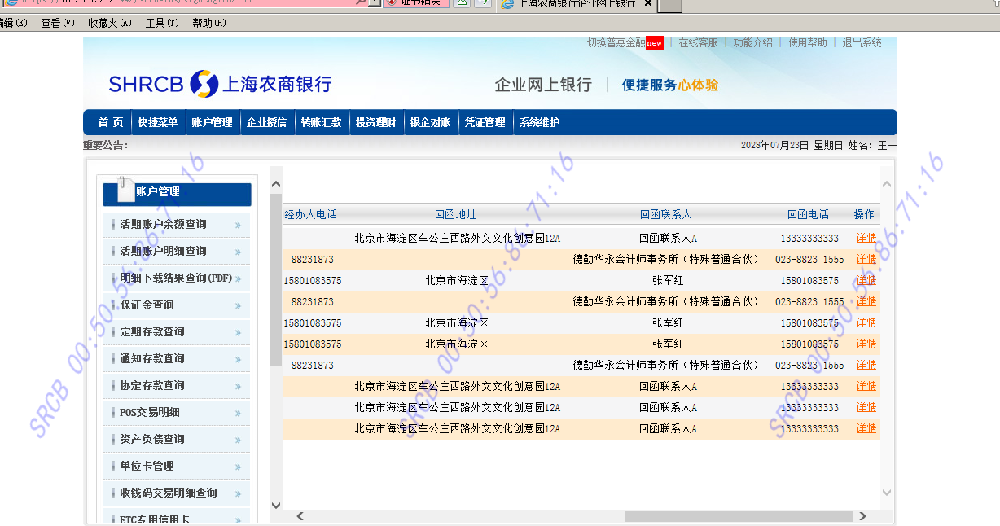 证书错误
上海农商银行企业网上银行
编辑(E) 查看(V) 收藏夹(A) 工具(T) 帮助(H)
切换普惠金融new | 在线客服 | 功能介绍 | 使用帮助 | 退出系统
SHRCB 上海农商银行 企业网上银行 便捷服务心体验
首 页 快捷菜单 账户管理 企业授信 转账汇款 投资理财 银企对账 凭证管理 系统维护
重要公告: 2028年07月23日 星期日 姓名: 王一
账户管理
活期账户余额查询 »
活期账户明细查询 »
明细下载结果查询(PDF) »
保证金查询 »
定期存款查询 »
通知存款查询 »
协定存款查询 »
POS交易明细 »
资产负债查询 »
单位卡管理 »
收钱码交易明细查询 »
ETC专用信用卡 »
经办人电话 回函地址 回函联系人 回函电话 操作
北京市海淀区车公庄西路外文文化创意园12A 回函联系人A 13333333333 详情
88231873 德勤华永会计师事务所（特殊普通合伙） 023-8823 1555 详情
15801083575 北京市海淀区 张军红 15801083575 详情
88231873 德勤华永会计师事务所（特殊普通合伙） 023-8823 1555 详情
15801083575 北京市海淀区 张军红 15801083575 详情
15801083575 北京市海淀区 张军红 15801083575 详情
88231873 德勤华永会计师事务所（特殊普通合伙） 023-8823 1555 详情
北京市海淀区车公庄西路外文文化创意园12A 回函联系人A 13333333333 详情
北京市海淀区车公庄西路外文文化创意园12A 回函联系人A 13333333333 详情
北京市海淀区车公庄西路外文文化创意园12A 回函联系人A 13333333333 详情
SRCB 00:50:56:86:71:16
SRCB 00:50:56:86:71:16
SRCB 00:50:56:86:71:16